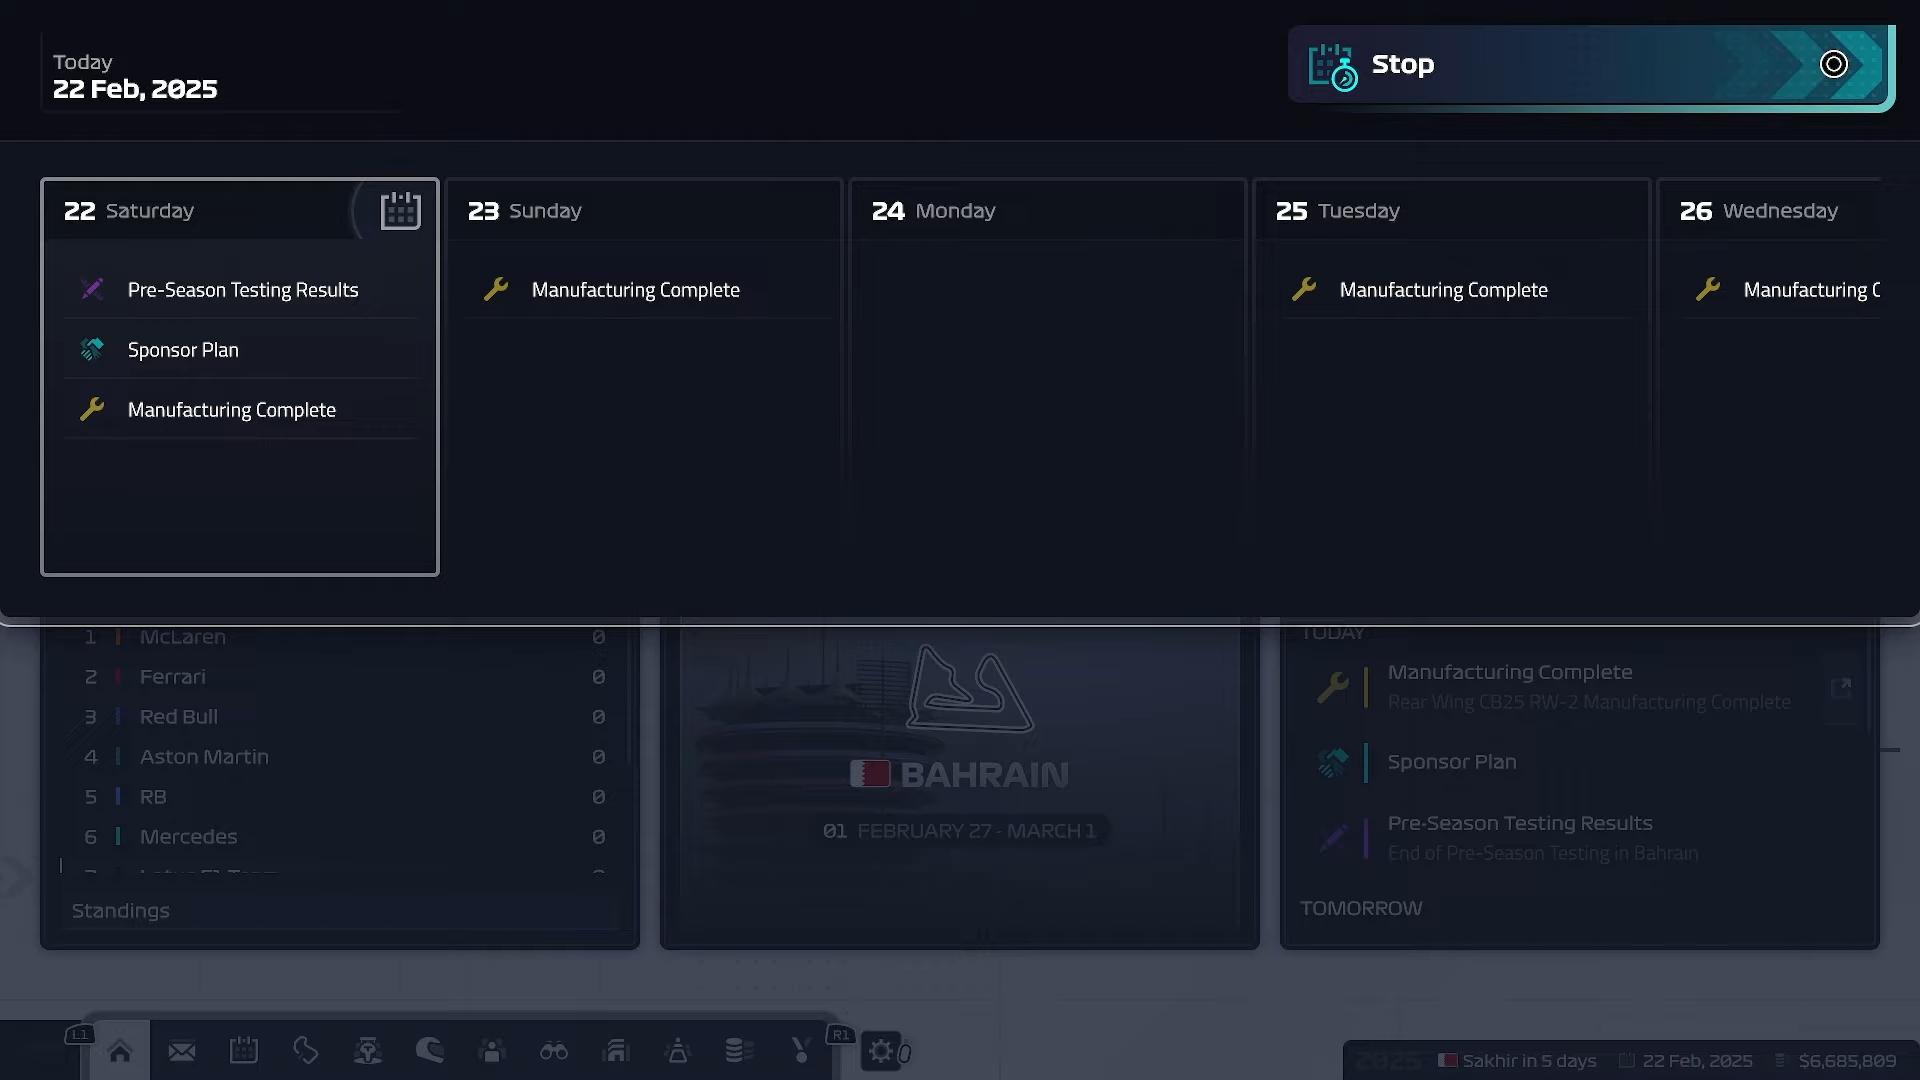 Today
22 Feb, 2025
Stop
22 Saturday
Pre-Season Testing Results
Sponsor Plan
Manufacturing Complete
23 Sunday
Manufacturing Complete
24 Monday
25 Tuesday
Manufacturing Complete
26 Wednesday
Manufacturing C
1 McLaren 0
2 Ferrari 0
3 Red Bull 0
4 Aston Martin 0
5 RB 0
6 Mercedes 0
Standings
BAHRAIN
01 FEBRUARY 27 - MARCH 1
TODAY
Manufacturing Complete
Rear Wing CB25 RW-2 Manufacturing Complete
Sponsor Plan
Pre-Season Testing Results
End of Pre-Season Testing in Bahrain
TOMORROW
L1
R1
2025 Sakhir in 5 days 22 Feb, 2025 $6,685,809